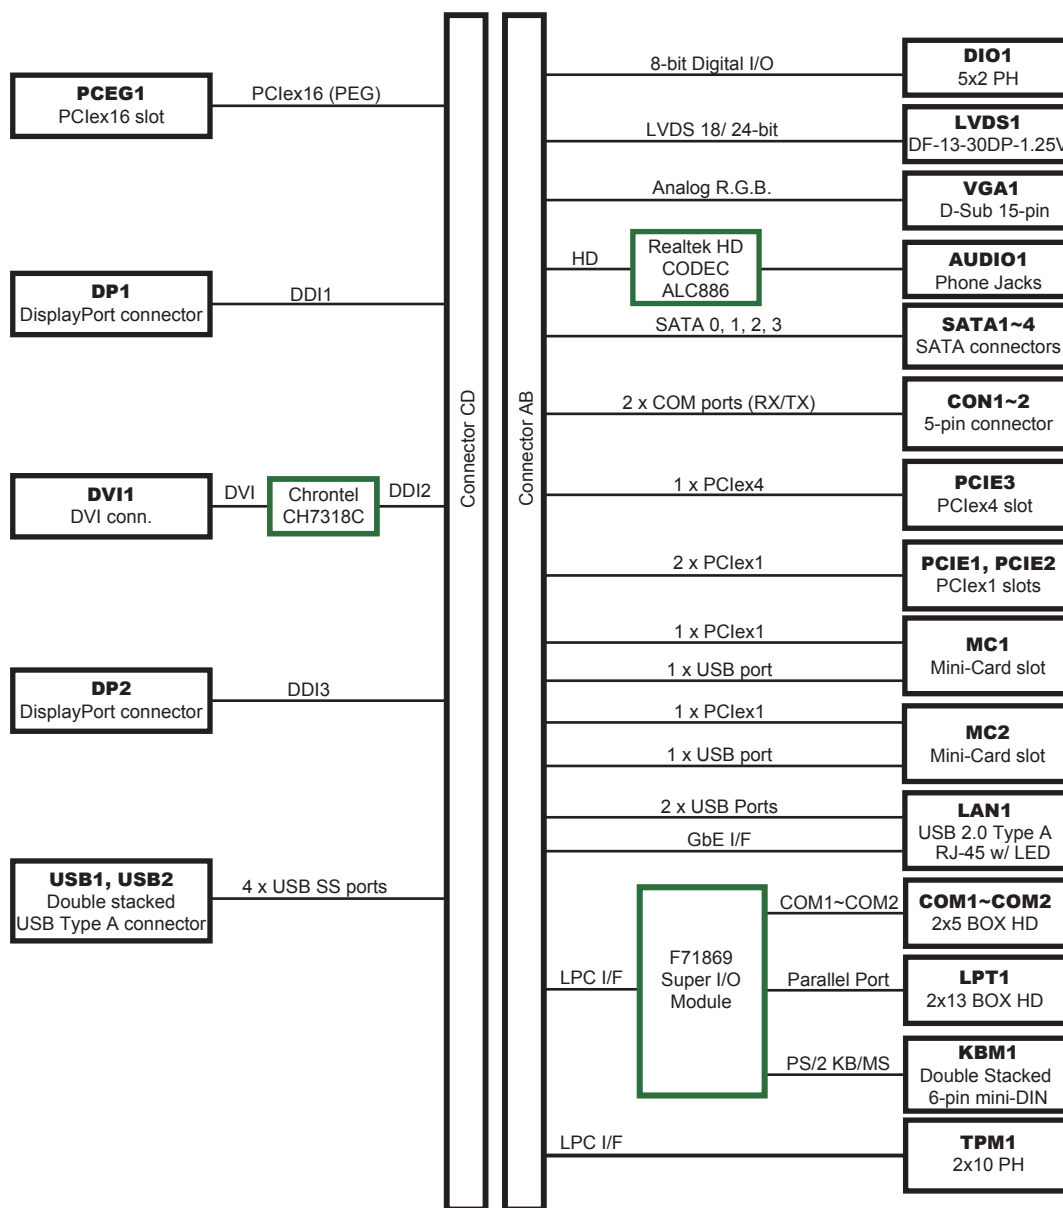 PCEG1
PCIex16 slot
PCIex16 (PEG)
DP1
DisplayPort connector
DDI1
DVI1
DVI conn.
DVI
Chrontel
CH7318C
DDI2
DP2
DisplayPort connector
DDI3
USB1, USB2
Double stacked
USB Type A connector
4 x USB SS ports
Connector CD
Connector AB
8-bit Digital I/O
DIO1
5x2 PH
LVDS 18/ 24-bit
LVDS1
DF-13-30DP-1.25V
Analog R.G.B.
VGA1
D-Sub 15-pin
HD
Realtek HD
CODEC
ALC886
AUDIO1
Phone Jacks
SATA 0, 1, 2, 3
SATA1~4
SATA connectors
2 x COM ports (RX/TX)
CON1~2
5-pin connector
1 x PCIex4
PCIE3
PCIex4 slot
2 x PCIex1
PCIE1, PCIE2
PCIex1 slots
1 x PCIex1
1 x USB port
MC1
Mini-Card slot
1 x PCIex1
1 x USB port
MC2
Mini-Card slot
2 x USB Ports
GbE I/F
LAN1
USB 2.0 Type A
RJ-45 w/ LED
LPC I/F
F71869
Super I/O
Module
COM1~COM2
COM1~COM2
2x5 BOX HD
Parallel Port
LPT1
2x13 BOX HD
PS/2 KB/MS
KBM1
Double Stacked
6-pin mini-DIN
LPC I/F
TPM1
2x10 PH